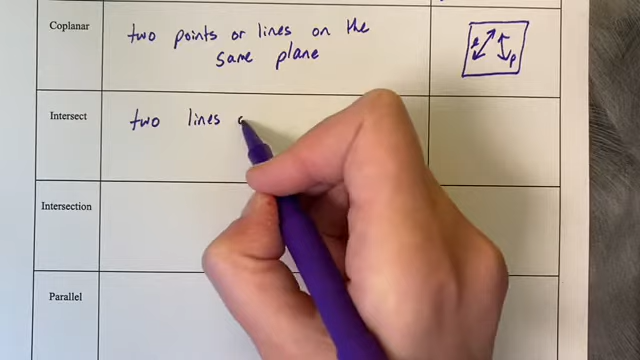 Coplanar
two points or lines on the
same plane
l
p
Intersect
two lines
Intersection
Parallel